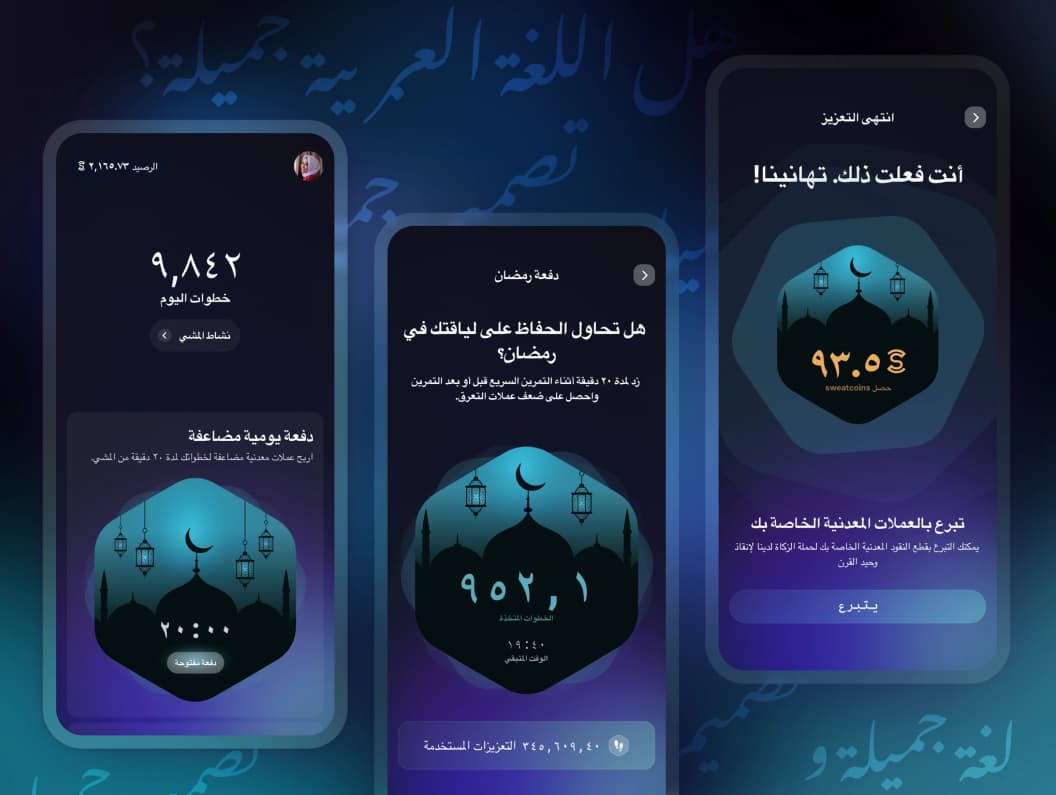 هل اللغة العربية جميلة؟
تصميم
جم
الرصيد ٢,١٦٥.٧٣
٩,٨٤٢
خطوات اليوم
نشاط المشي
دفعة يومية مضاعفة
اربح عملات معدنية مضاعفة لخطواتك لمدة ٢٠ دقيقة من المشي.
٢٠:٠٠
دفعة مفتوحة
دفعة رمضان
هل تحاول الحفاظ على لياقتك في
رمضان؟
زد لمدة ٢٠ دقيقة أثناء التمرين السريع قبل أو بعد التمرين
واحصل على ضعف عملات التعرق.
٩٥٢,١
الخطوات المتخذة
١٩:٤٠
الوقت المتبقي
٣٤٥,٦٠٩,٤٠ التعزيزات المستخدمة
انتهى التعزيز
أنت فعلت ذلك. تهانينا!
٩٣.٥
حصل sweatcoins
تبرع بالعملات المعدنية الخاصة بك
يمكنك التبرع بقطع النقود المعدنية الخاصة بك لحملة الزكاة لدينا لإنقاذ
وحيد القرن
يتبرع
تصميم
لغة جميلة و
تصميم